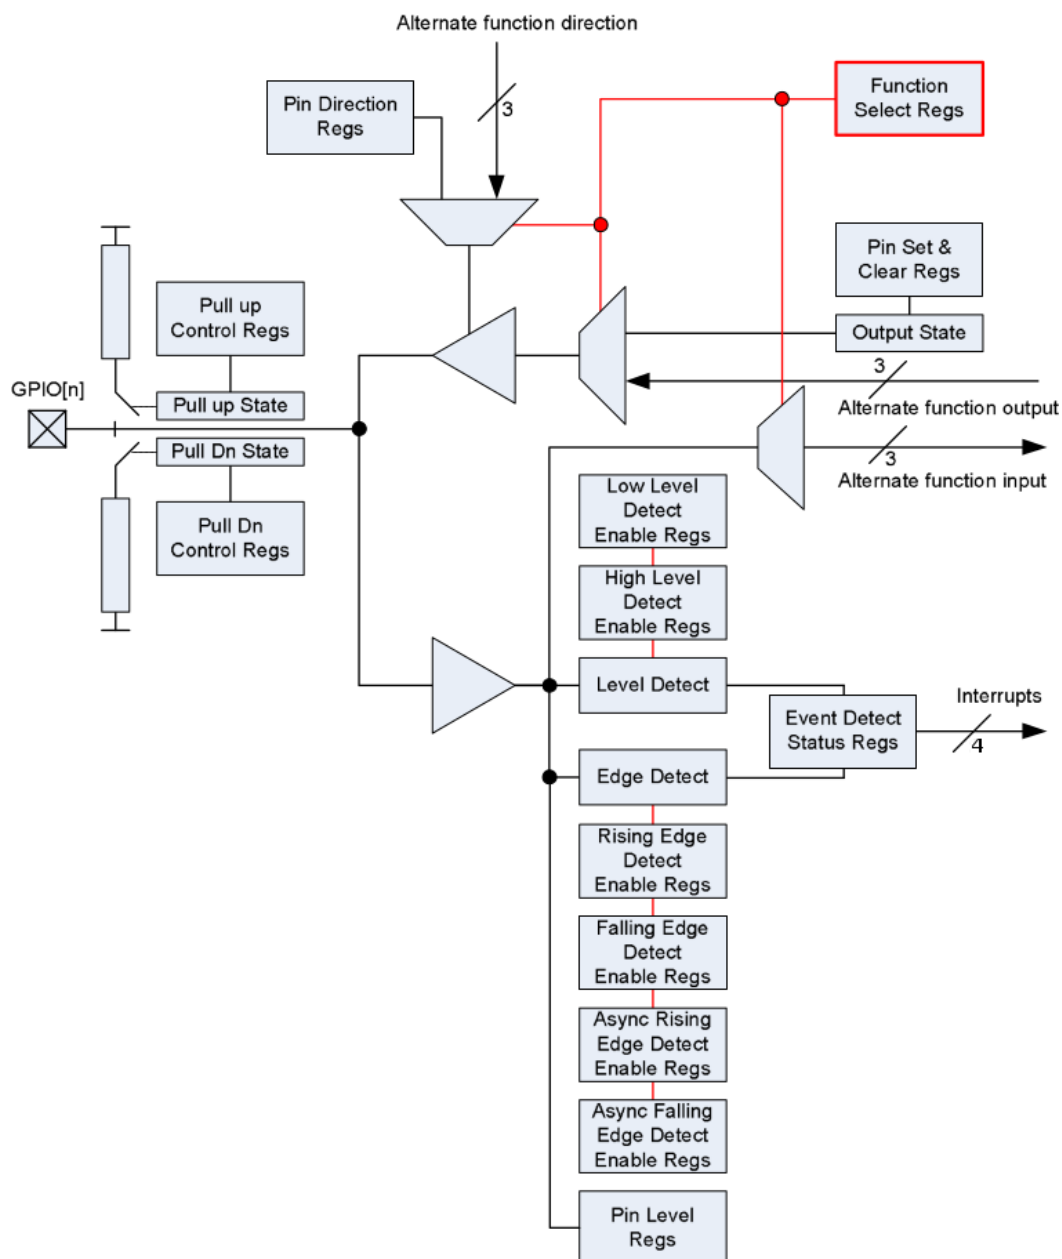 Alternate function direction
3
Pin Direction
Regs
Function
Select Regs
Pin Set &
Clear Regs
Output State
Pull up
Control Regs
Pull up State
GPIO[n]
Pull Dn State
Pull Dn
Control Regs
3
Alternate function output
3
Alternate function input
Low Level
Detect
Enable Regs
High Level
Detect
Enable Regs
Level Detect
Event Detect
Status Regs
Interrupts
4
Edge Detect
Rising Edge
Detect
Enable Regs
Falling Edge
Detect
Enable Regs
Async Rising
Edge Detect
Enable Regs
Async Falling
Edge Detect
Enable Regs
Pin Level
Regs